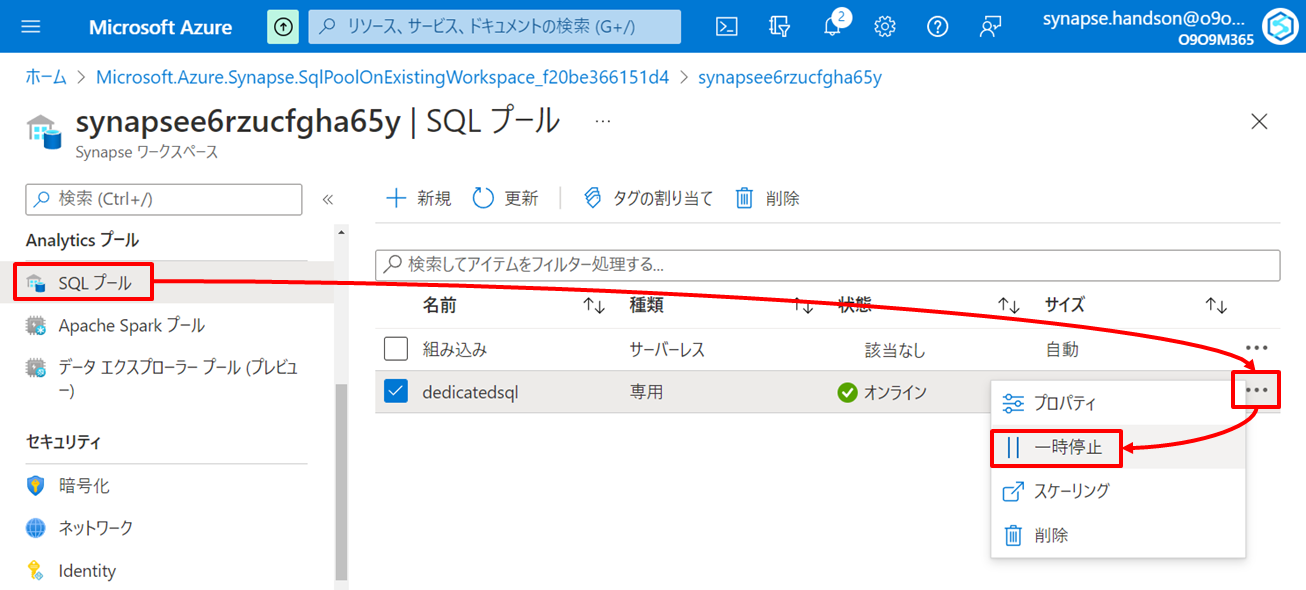 Microsoft Azure
リソース、サービス、ドキュメントの検索 (G+/)
2
synapse.handson@o9o...
O9O9M365
ホーム > Microsoft.Azure.Synapse.SqlPoolOnExistingWorkspace_f20be366151d4 > synapsee6rzucfgha65y
synapsee6rzucfgha65y | SQL プール ...
Synapse ワークスペース
検索 (Ctrl+/)
«
新規 更新 タグの割り当て 削除
Analytics プール
SQL プール
Apache Spark プール
データ エクスプローラー プール (プレビュ
ー)
セキュリティ
暗号化
ネットワーク
Identity
検索してアイテムをフィルター処理する...
名前 ↑↓ 種類 ↑↓ 状態 ↑↓ サイズ ↑↓
組み込み サーバーレス 該当なし 自動 ...
dedicatedsql 専用 オンライン ...
プロパティ
一時停止
スケーリング
削除